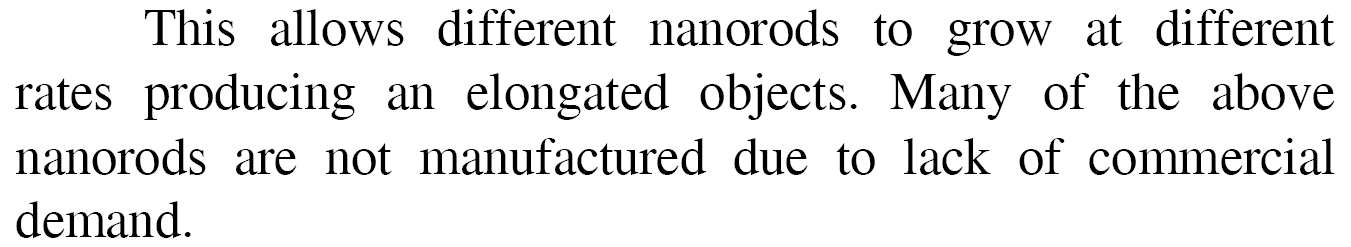 This allows different nanorods to grow at different
rates producing an elongated objects. Many of the above
nanorods are not manufactured due to lack of commercial
demand.